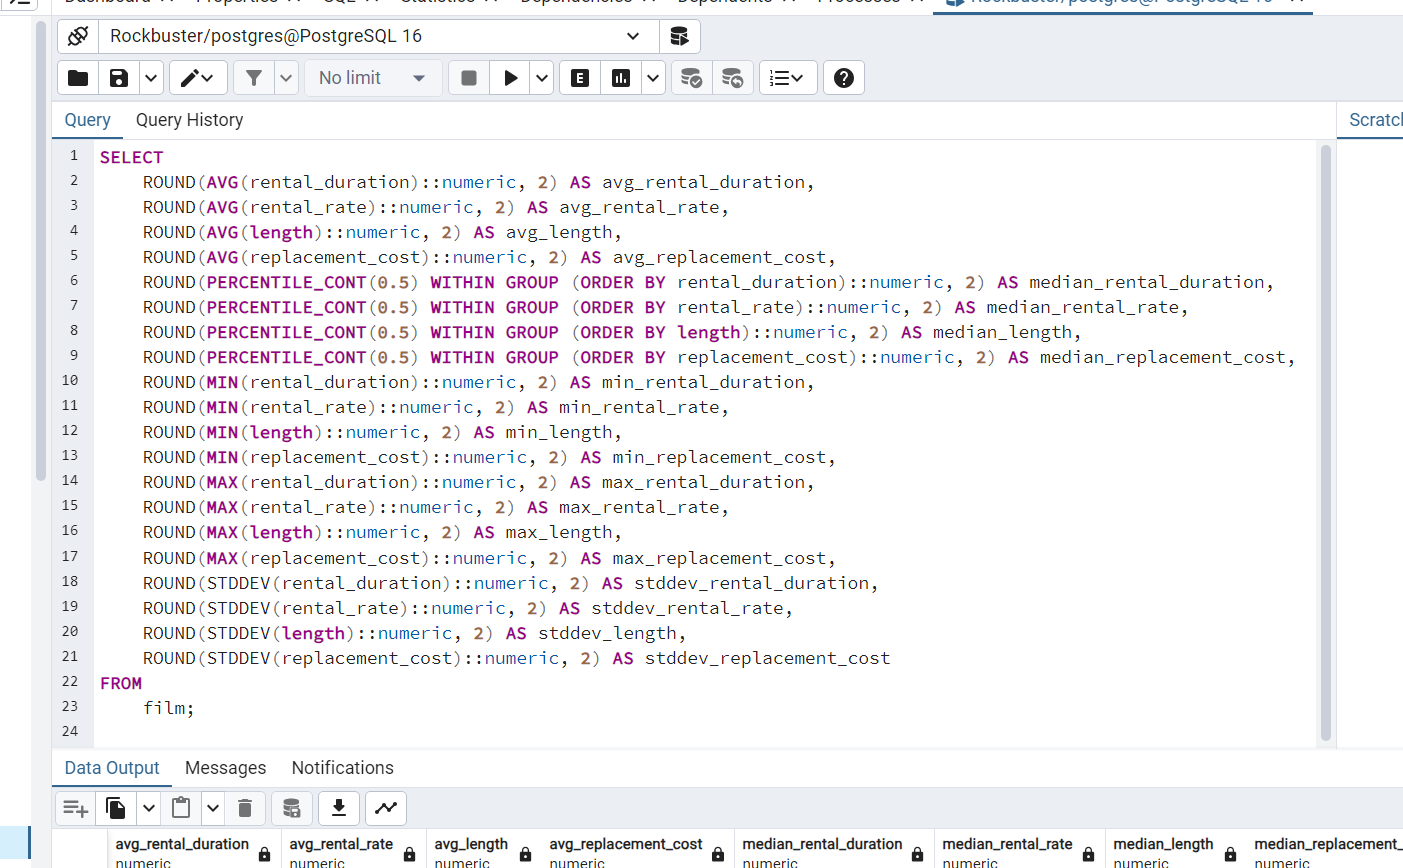 Rockbuster/postgres@PostgreSQL 16
No limit
E
Query Query History
Scratch
1 SELECT
2 ROUND(AVG(rental_duration)::numeric, 2) AS avg_rental_duration,
3 ROUND(AVG(rental_rate)::numeric, 2) AS avg_rental_rate,
4 ROUND(AVG(length)::numeric, 2) AS avg_length,
5 ROUND(AVG(replacement_cost)::numeric, 2) AS avg_replacement_cost,
6 ROUND(PERCENTILE_CONT(0.5) WITHIN GROUP (ORDER BY rental_duration)::numeric, 2) AS median_rental_duration,
7 ROUND(PERCENTILE_CONT(0.5) WITHIN GROUP (ORDER BY rental_rate)::numeric, 2) AS median_rental_rate,
8 ROUND(PERCENTILE_CONT(0.5) WITHIN GROUP (ORDER BY length)::numeric, 2) AS median_length,
9 ROUND(PERCENTILE_CONT(0.5) WITHIN GROUP (ORDER BY replacement_cost)::numeric, 2) AS median_replacement_cost,
10 ROUND(MIN(rental_duration)::numeric, 2) AS min_rental_duration,
11 ROUND(MIN(rental_rate)::numeric, 2) AS min_rental_rate,
12 ROUND(MIN(length)::numeric, 2) AS min_length,
13 ROUND(MIN(replacement_cost)::numeric, 2) AS min_replacement_cost,
14 ROUND(MAX(rental_duration)::numeric, 2) AS max_rental_duration,
15 ROUND(MAX(rental_rate)::numeric, 2) AS max_rental_rate,
16 ROUND(MAX(length)::numeric, 2) AS max_length,
17 ROUND(MAX(replacement_cost)::numeric, 2) AS max_replacement_cost,
18 ROUND(STDDEV(rental_duration)::numeric, 2) AS stddev_rental_duration,
19 ROUND(STDDEV(rental_rate)::numeric, 2) AS stddev_rental_rate,
20 ROUND(STDDEV(length)::numeric, 2) AS stddev_length,
21 ROUND(STDDEV(replacement_cost)::numeric, 2) AS stddev_replacement_cost
22 FROM
23 film;
24
Data Output Messages Notifications
avg_rental_duration avg_rental_rate avg_length avg_replacement_cost median_rental_duration median_rental_rate median_length median_replacement_
numeric numeric numeric numeric numeric numeric numeric numeric